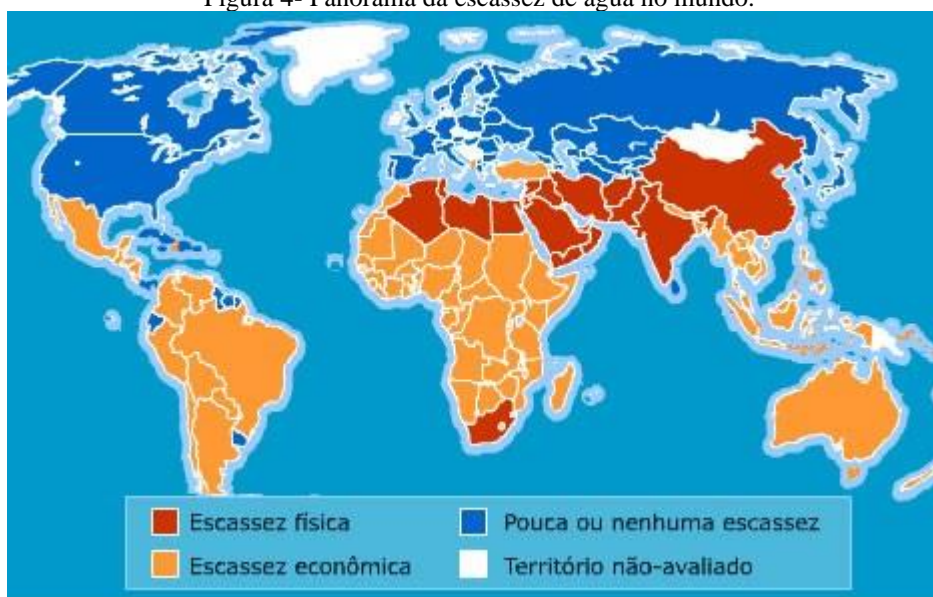 Figura 4- Panorama da escassez de água no mundo.
Escassez física
Pouca ou nenhuma escassez
Escassez econômica
Território não-avaliado